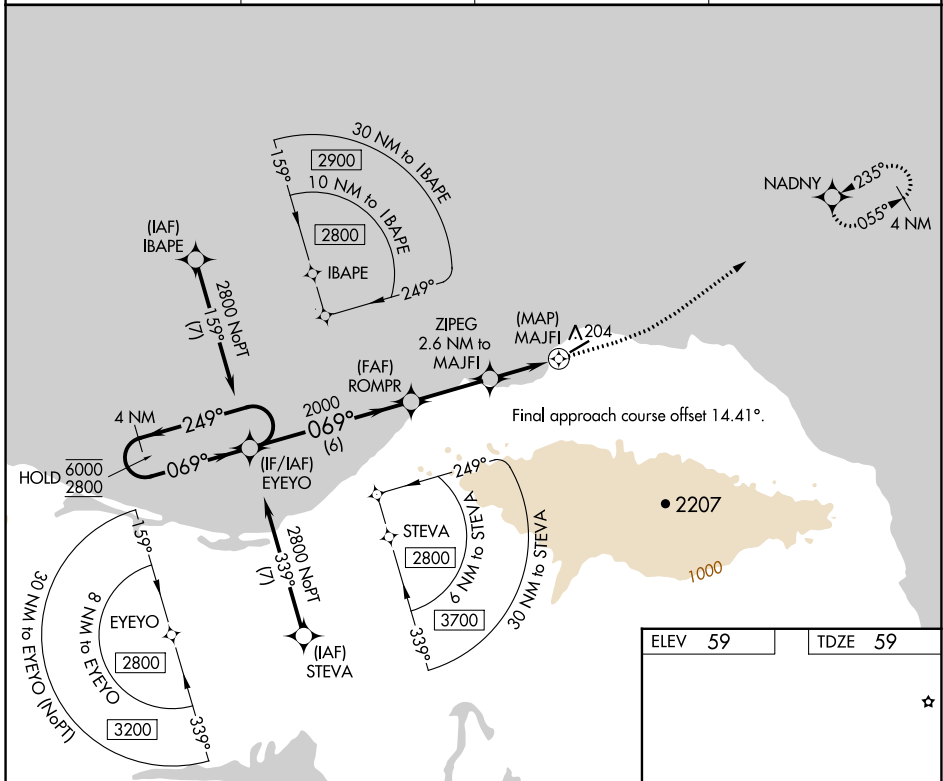 30 NM to IBAPE
159°
2900
10 NM to IBAPE
2800
IBAPE
249°
NADNY
235°
055°
4 NM
(IAF)
IBAPE
2800 NoPT
159°
(7)
ZIPEG
2.6 NM to
MAJFI
(MAP)
MAJFI
204
(FAF)
ROMPR
Final approach course offset 14.41°.
4 NM
249°
069°
2000
069°
(6)
HOLD
6000
2800
(IF/IAF)
EYEYO
2800 NoPT
339°
(7)
(IAF)
STEVA
249°
STEVA
2800
6 NM to STEVA
3700
30 NM to STEVA
339°
2207
1000
159°
EYEYO
2800
8 NM to EYEYO
3200
30 NM to EYEYO (NoPT)
339°
ELEV 59
TDZE 59